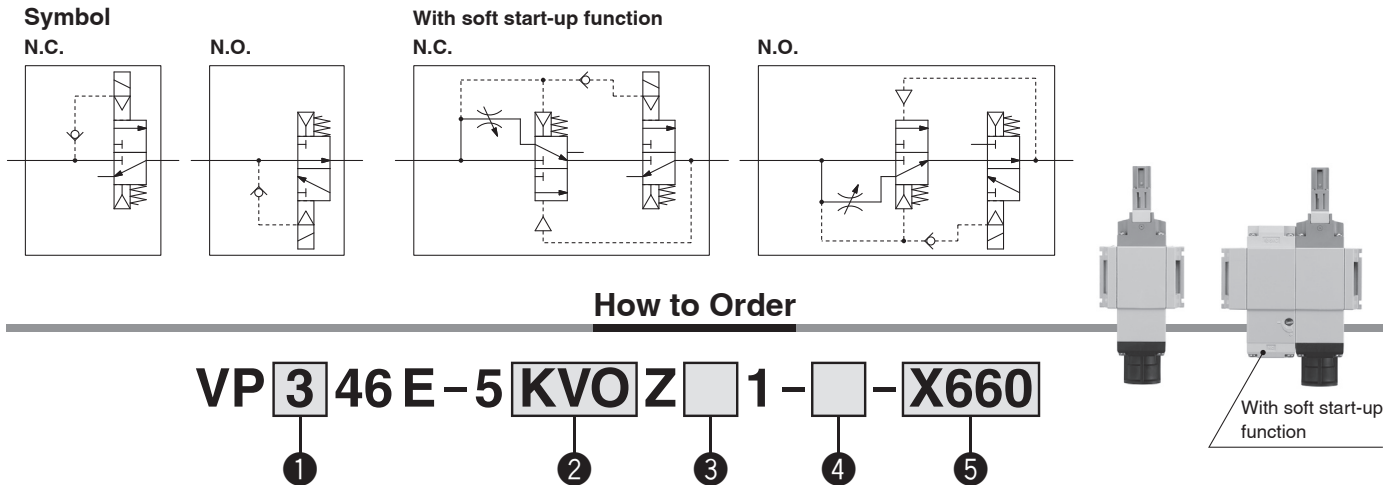 Symbol
With soft start-up function
N.C.
N.O.
N.C.
N.O.
How to Order
VP 3 46 E - 5 KVO Z 1 - - X660
1 2 3 4 5
With soft start-up
function